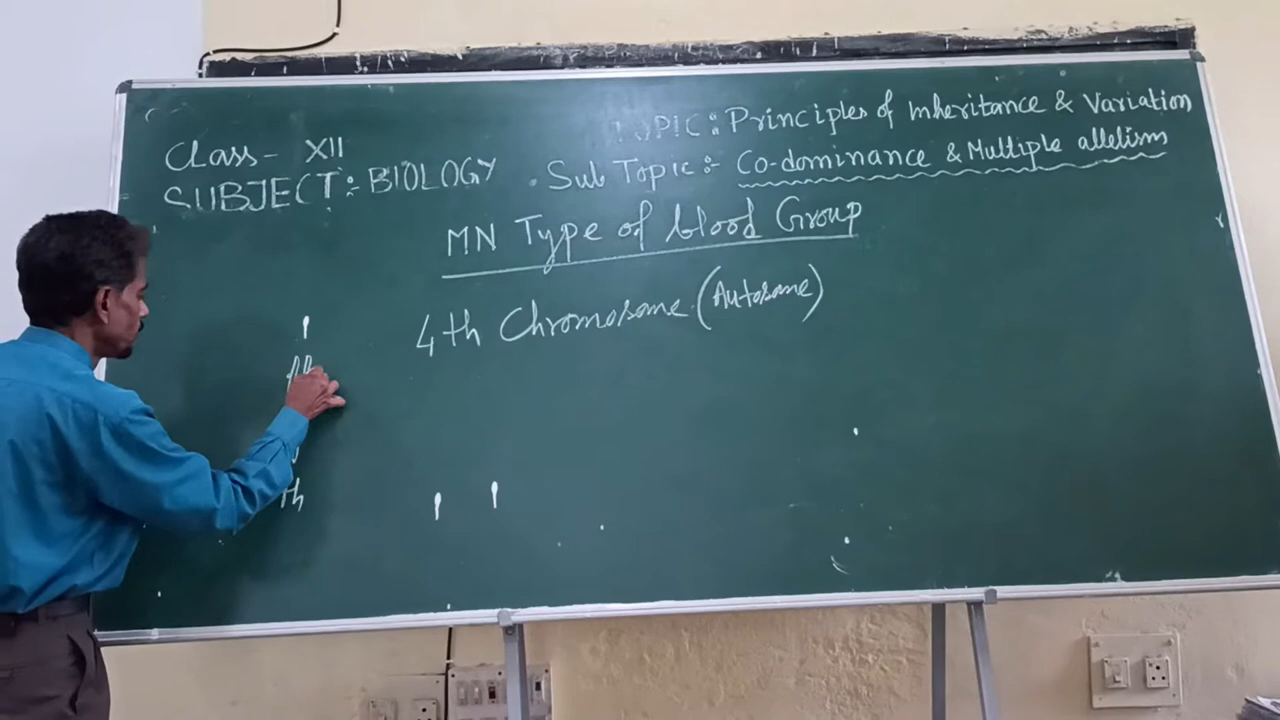 Class- XII
TOPIC: Principles of Inheritance & Variation
SUBJECT:- BIOLOGY
Sub Topic:- Co-dominance & Multiple allelism
MN Type of blood Group
4th Chromosome (Autosome)
th